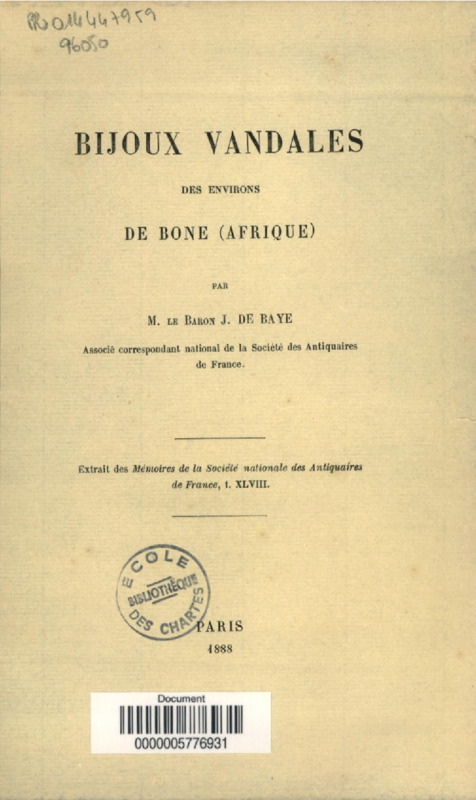 PRo 14447959
96050
BIJOUX VANDALES
DES ENVIRONS
DE BONE (AFRIQUE)
PAR
M. LE BARON J. DE BAYE
Associé correspondant national de la Société des Antiquaires
de France.
Extrait des Mémoires de la Société nationale des Antiquaires
de France, t. XLVIII.
ECOLE
BIBLIOTHÈQUE
DES CHARTES
PARIS
1888
Document
0000005776931